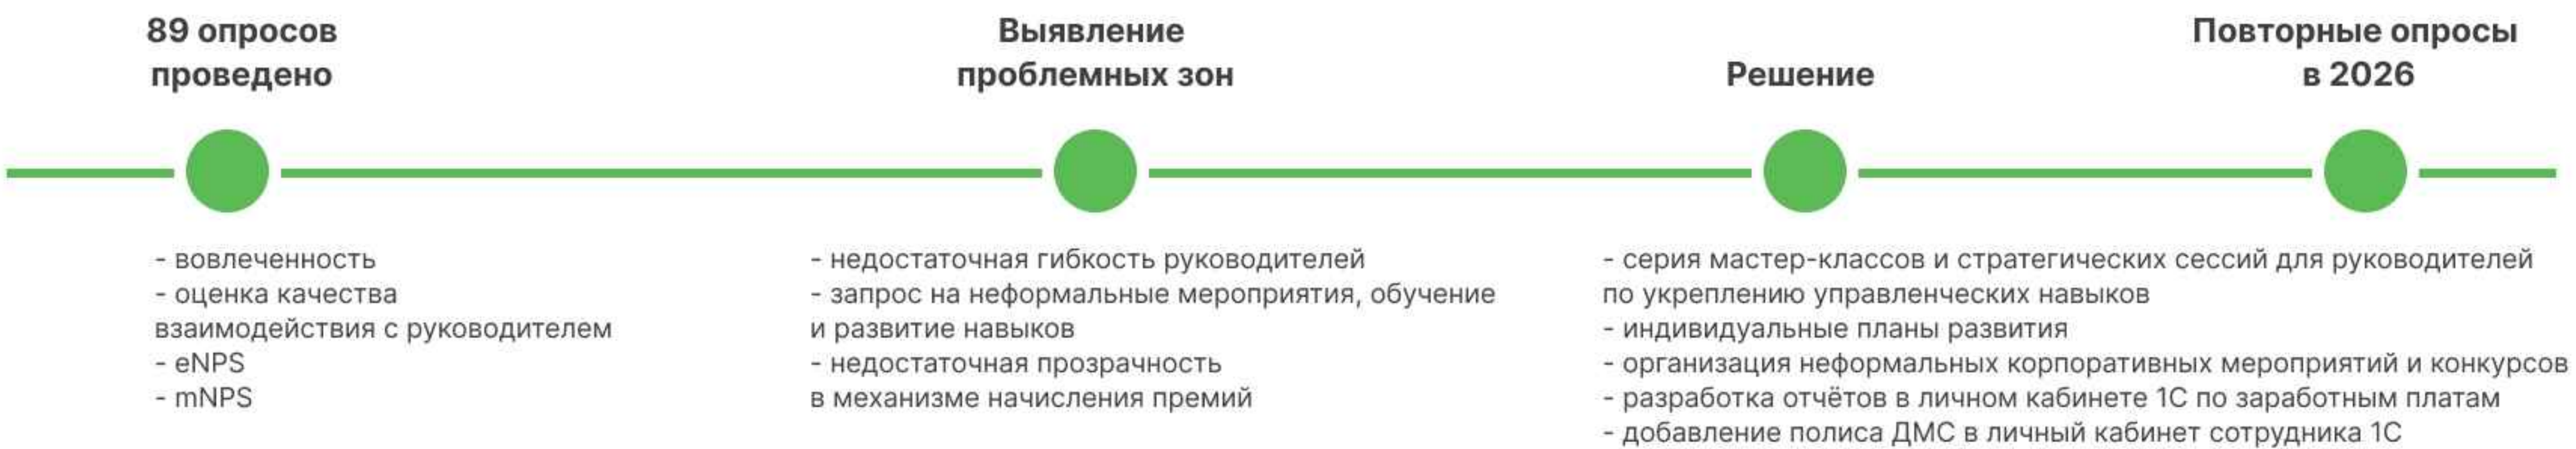 89 опросов
проведено
Выявление
проблемных зон
Решение
Повторные опросы
в 2026
- вовлеченность
- оценка качества
взаимодействия с руководителем
- eNPS
- mNPS
- недостаточная гибкость руководителей
- запрос на неформальные мероприятия, обучение
и развитие навыков
- недостаточная прозрачность
в механизме начисления премий
- серия мастер-классов и стратегических сессий для руководителей
по укреплению управленческих навыков
- индивидуальные планы развития
- организация неформальных корпоративных мероприятий и конкурсов
- разработка отчётов в личном кабинете 1С по заработным платам
- добавление полиса ДМС в личный кабинет сотрудника 1С